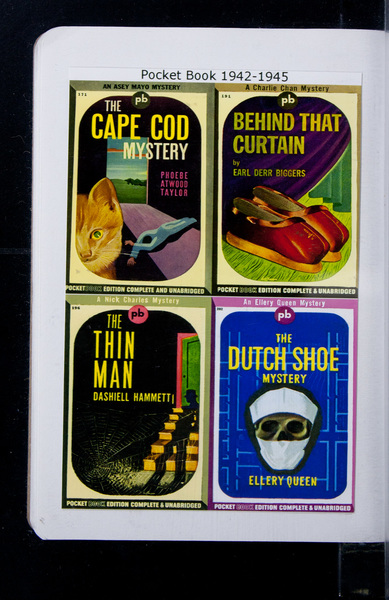 Pocket Book 1942-1945
AN ASEY MAYO MYSTERY
171
pb
THE
CAPE COD
MYSTERY
PHOEBE
ATWOOD
TAYLOR
POCKET BOOK EDITION COMPLETE AND UNABRIDGED
A Charlie Chan Mystery
191
pb
BEHIND THAT
CURTAIN
by
EARL DERR BIGGERS
POCKET BOOK EDITION COMPLETE & UNABRIDGED
A Nick Charles Mystery
pb
THE
THIN
MAN
DASHIELL HAMMETT
POCKET BOOK EDITION COMPLETE & UNABRIDGED
An Ellery Queen Mystery
pb
THE
DUTCH SHOE
MYSTERY
ELLERY QUEEN
POCKET BOOK EDITION COMPLETE & UNABRIDGED